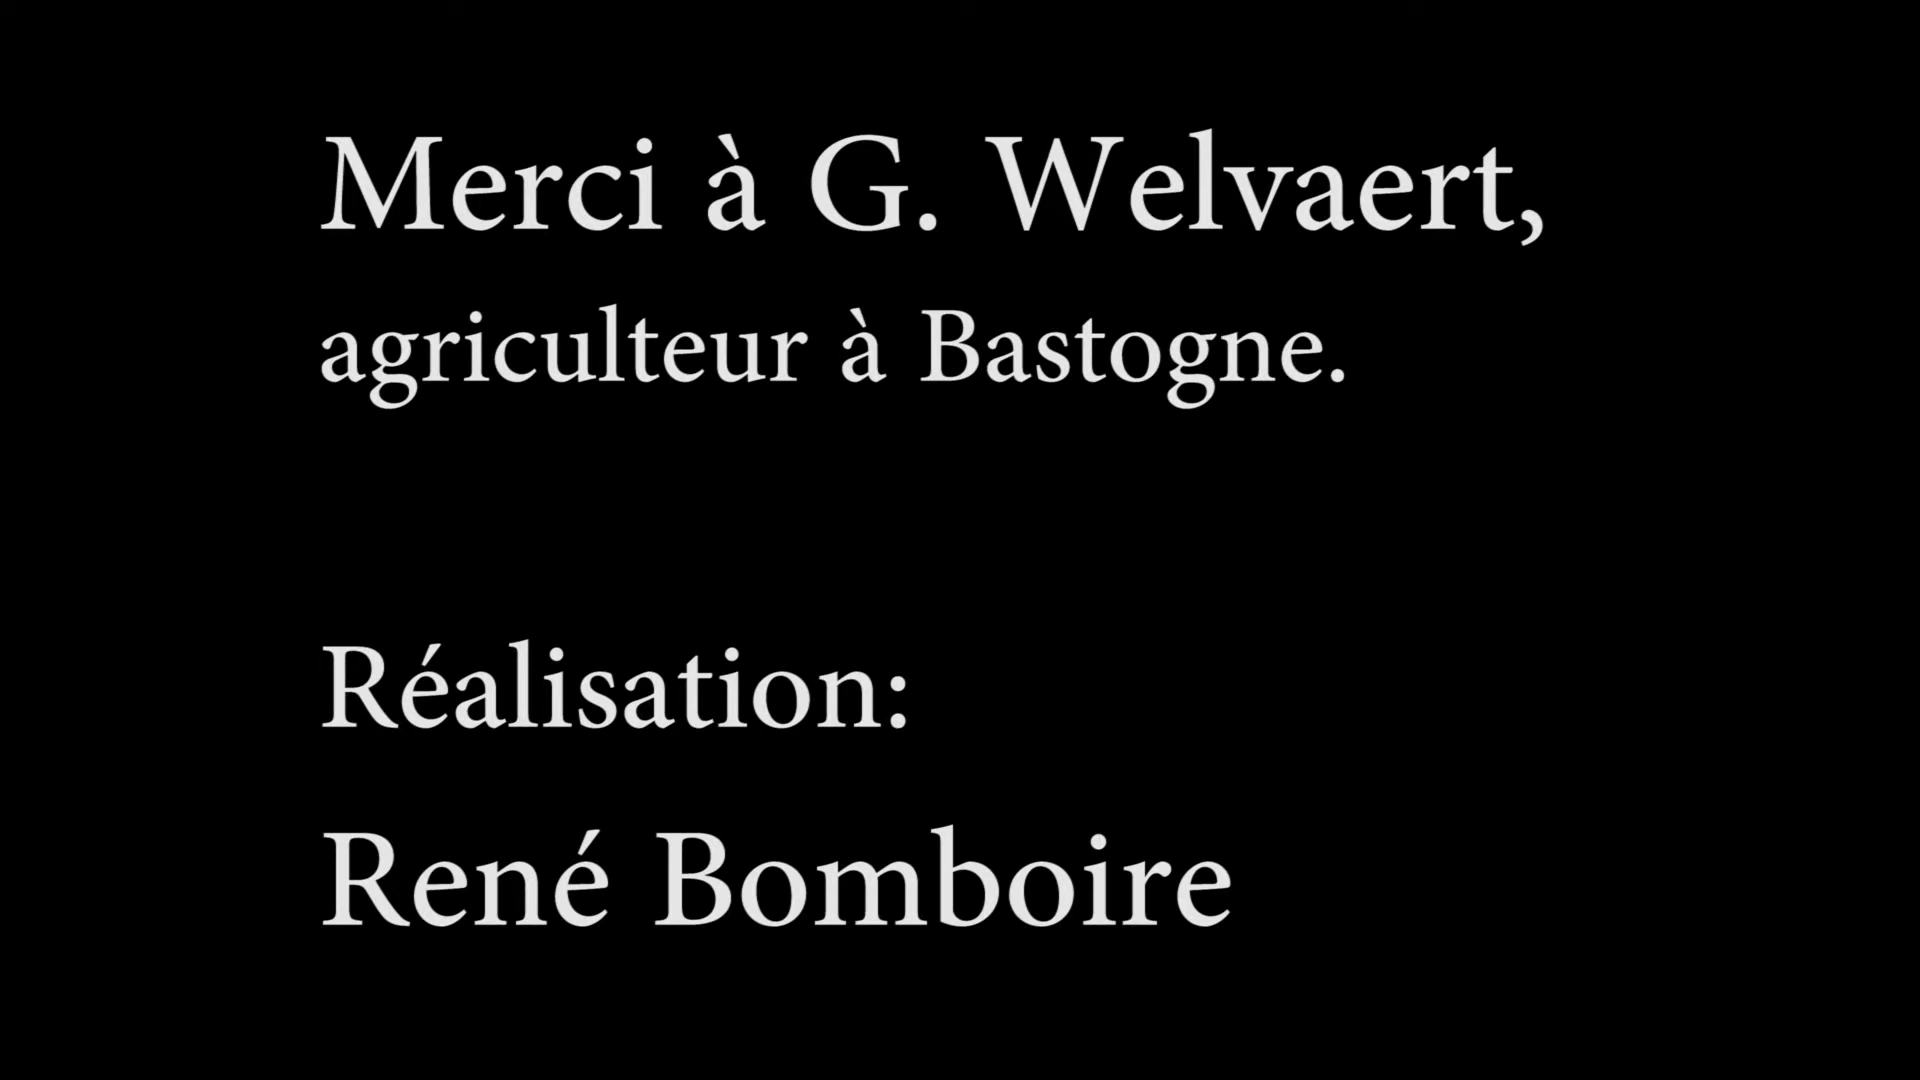 Merci à G. Welvaert,
agriculteur à Bastogne.
Réalisation:
René Bomboire